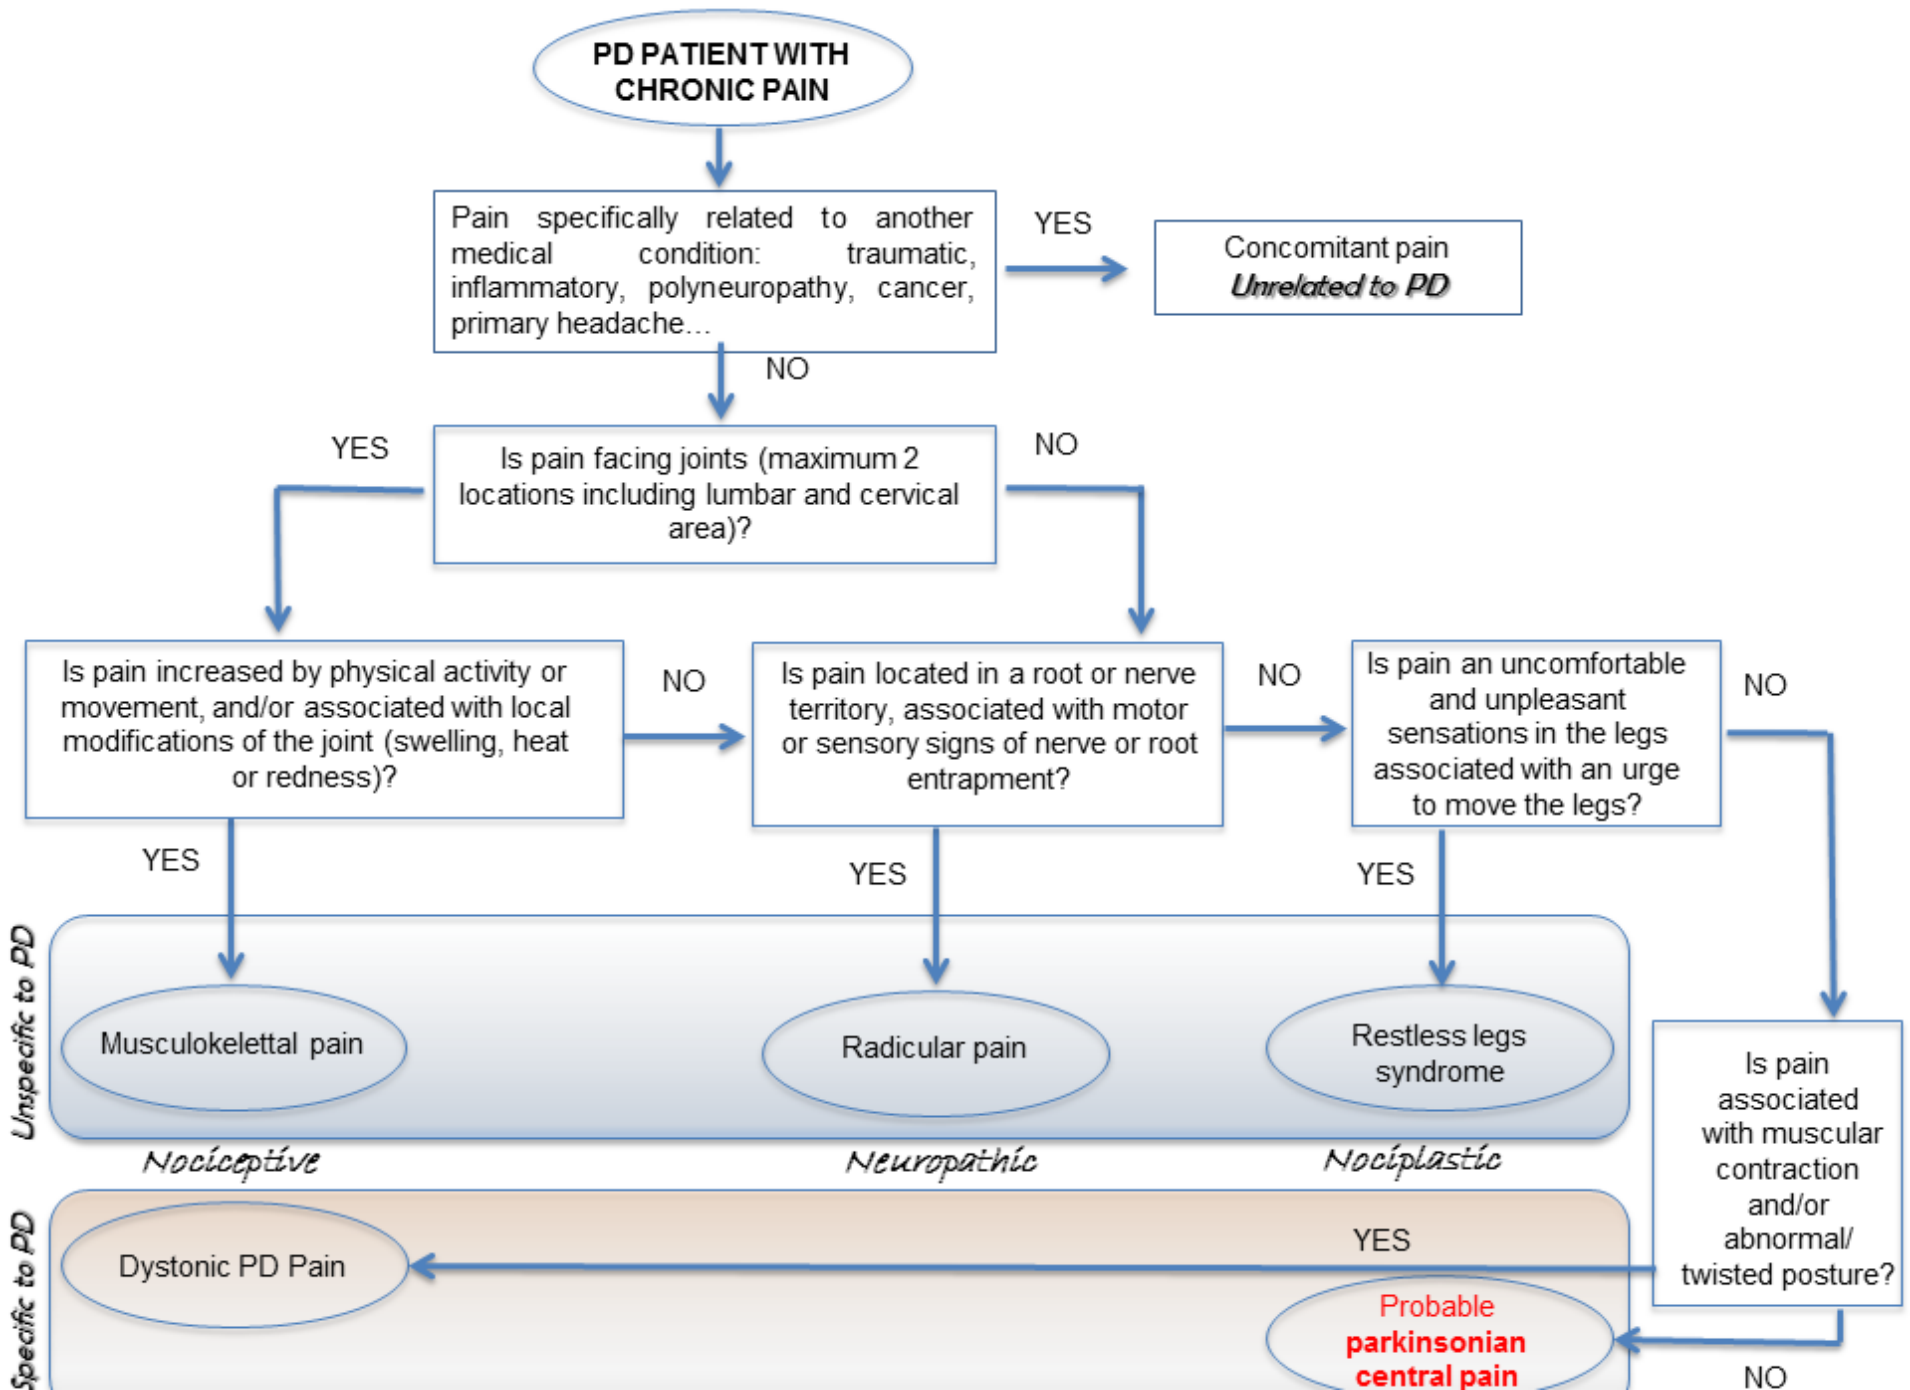 PD PATIENT WITH
CHRONIC PAIN
Pain specifically related to another
medical condition: traumatic,
inflammatory, polyneuropathy, cancer,
primary headache…
YES
Concomitant pain
Unrelated to PD
NO
YES
Is pain facing joints (maximum 2
locations including lumbar and cervical
area)?
NO
Is pain increased by physical activity or
movement, and/or associated with local
modifications of the joint (swelling, heat
or redness)?
NO
Is pain located in a root or nerve
territory, associated with motor
or sensory signs of nerve or root
entrapment?
NO
Is pain an uncomfortable
and unpleasant
sensations in the legs
associated with an urge
to move the legs?
NO
YES
YES
YES
Unspecific to PD
Musculokelettal pain
Radicular pain
Restless legs
syndrome
Is pain
associated
with muscular
contraction
and/or
abnormal/
twisted posture?
Nociceptive
Neuropathic
Nociplastic
Specific to PD
Dystonic PD Pain
YES
Probable
parkinsonian
central pain
NO